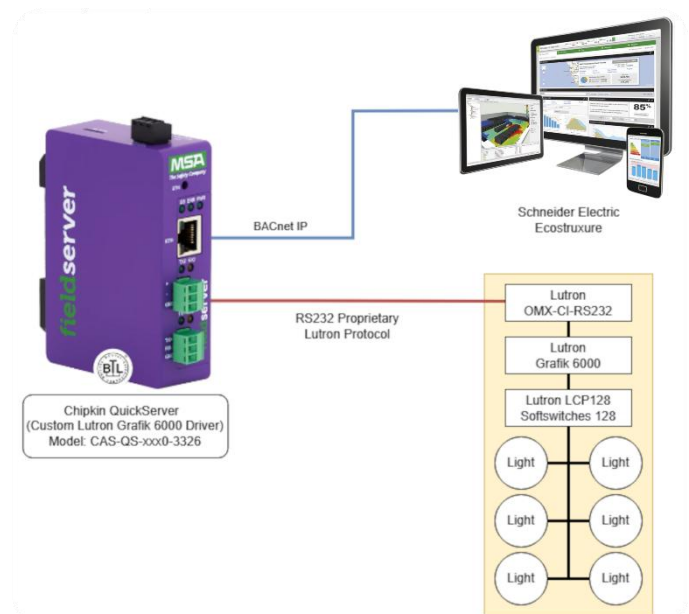 MSA
The Safety Company
ETH
fieldserver
BTL
BACnet IP
Schneider Electric
Ecostruxure
85%
RS232 Proprietary
Lutron Protocol
Lutron
OMX-CI-RS232
Lutron
Grafik 6000
Lutron LCP128
Softswitches 128
Light
Light
Light
Light
Light
Light
Chipkin QuickServer
(Custom Lutron Grafik 6000 Driver)
Model: CAS-QS-xxx0-3326